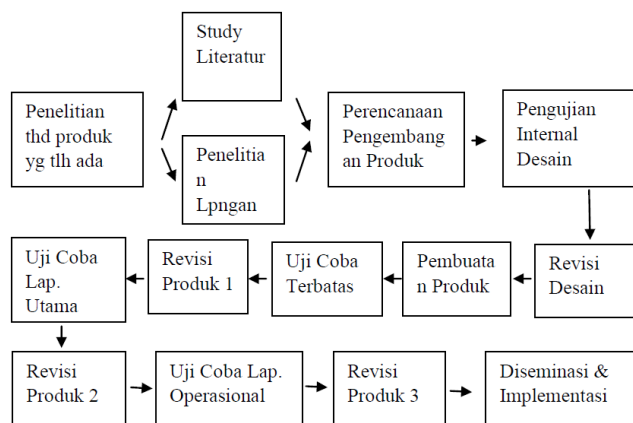 Study
Literatur
Penelitian
thd produk
yg tlh ada
Penelitia
n
Lpngan
Perencanaan
Pengembang
an Produk
Pengujian
Internal
Desain
Revisi
Desain
Pembuata
n Produk
Uji Coba
Terbatas
Revisi
Produk 1
Uji Coba
Lap.
Utama
Revisi
Produk 2
Uji Coba Lap.
Operasional
Revisi
Produk 3
Diseminasi &
Implementasi